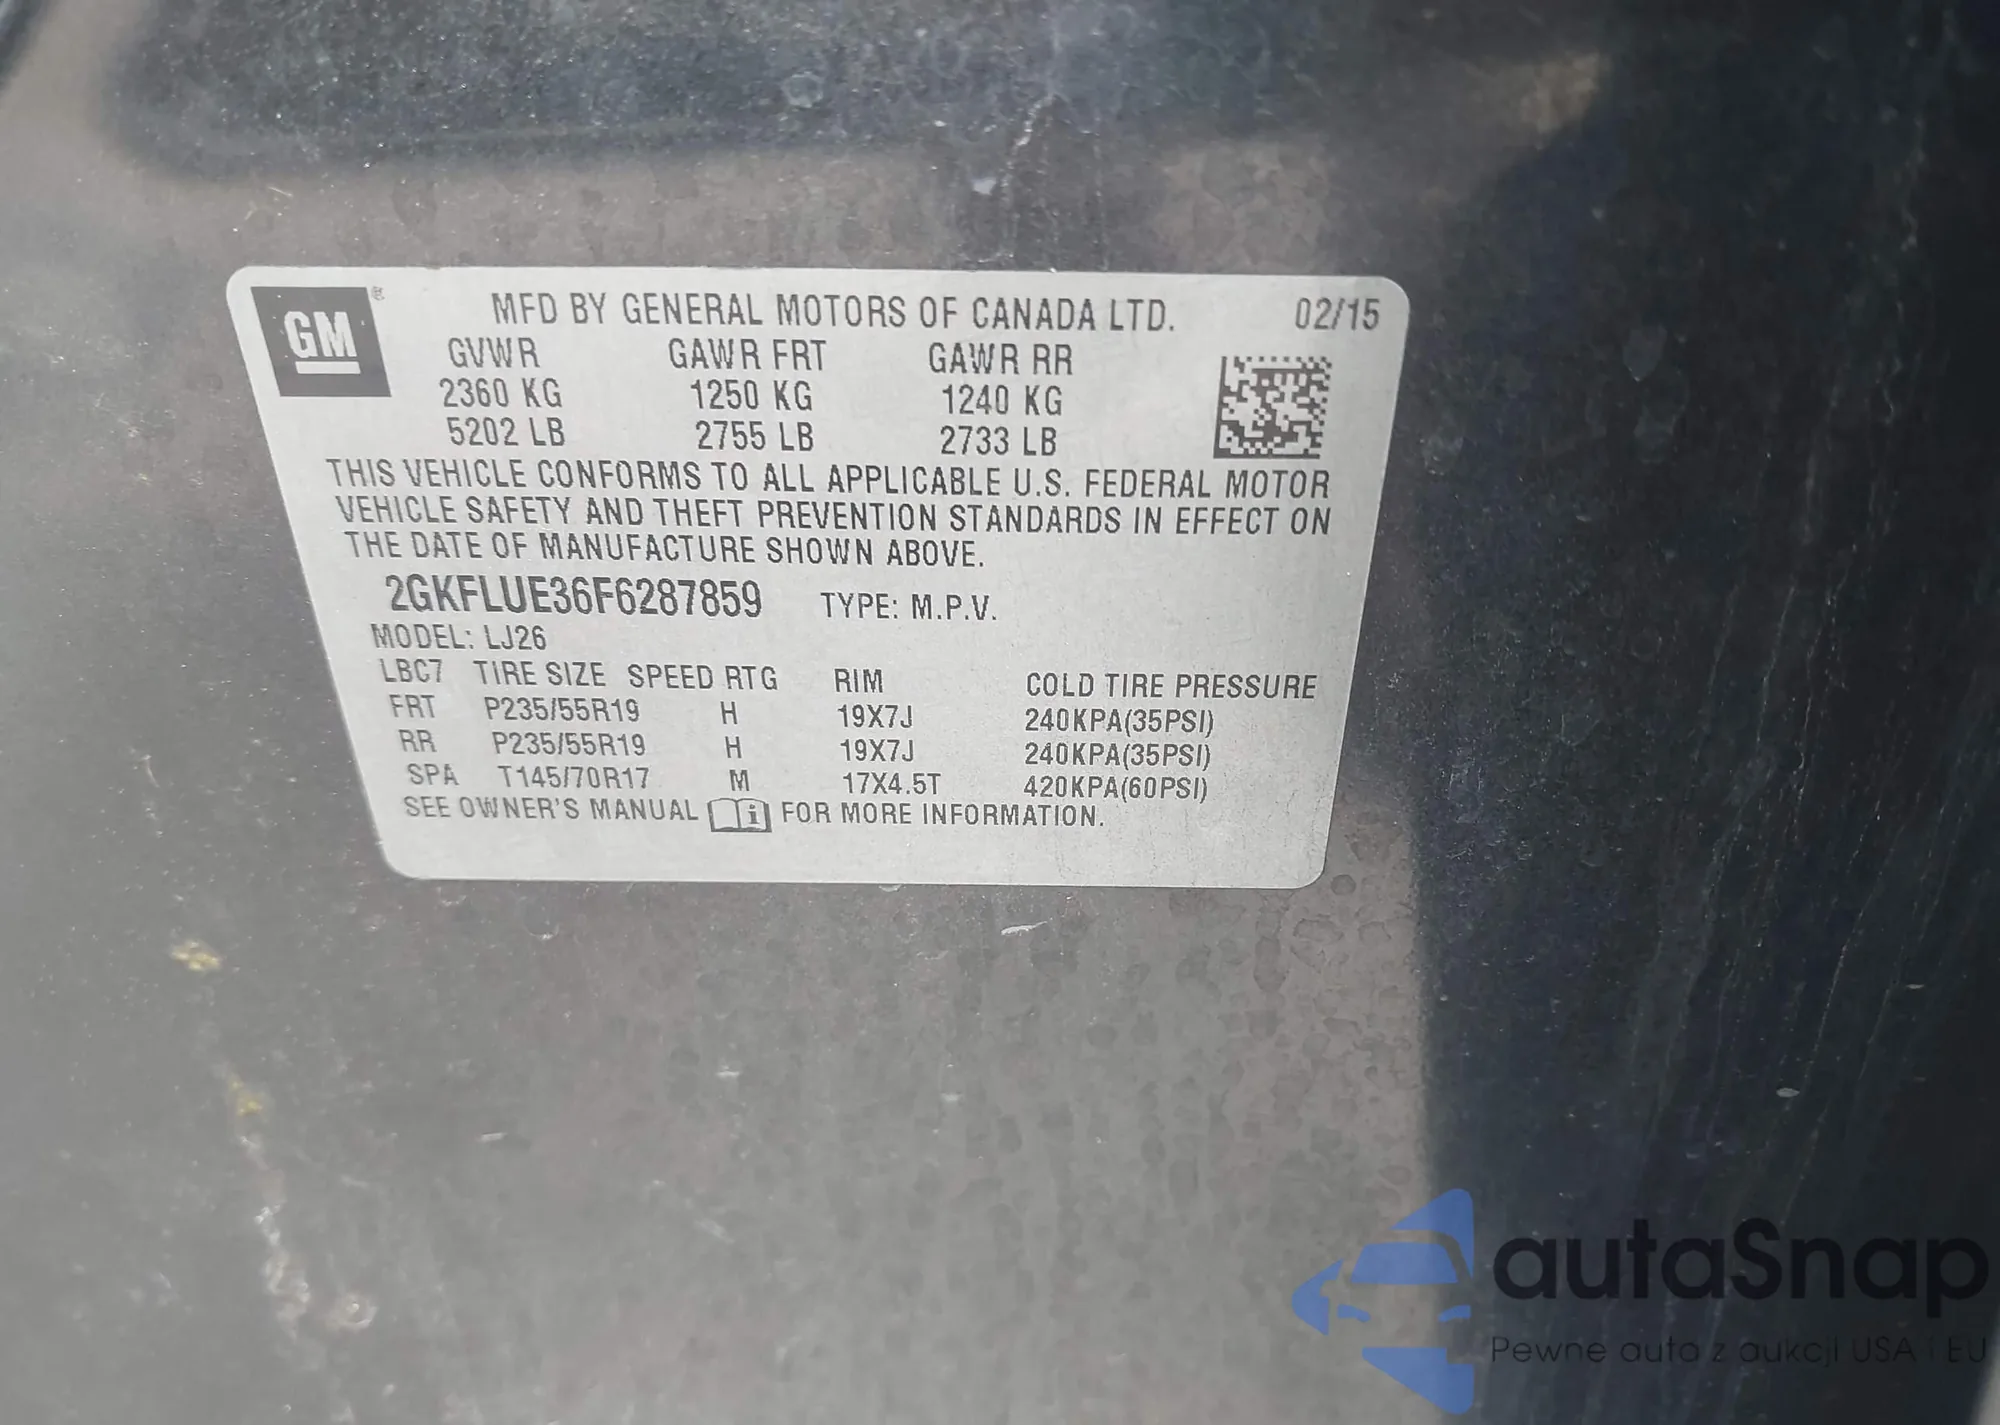 GM ® MFD BY GENERAL MOTORS OF CANADA LTD. 02/15
GVWR GAWR FRT GAWR RR
2360 KG 1250 KG 1240 KG
5202 LB 2755 LB 2733 LB
THIS VEHICLE CONFORMS TO ALL APPLICABLE U.S. FEDERAL MOTOR
VEHICLE SAFETY AND THEFT PREVENTION STANDARDS IN EFFECT ON
THE DATE OF MANUFACTURE SHOWN ABOVE.
2GKFLUE36F6287859 TYPE: M.P.V.
MODEL: LJ26
LBC7 TIRE SIZE SPEED RTG RIM COLD TIRE PRESSURE
FRT P235/55R19 H 19X7J 240KPA(35PSI)
RR P235/55R19 H 19X7J 240KPA(35PSI)
SPA T145/70R17 M 17X4.5T 420KPA(60PSI)
SEE OWNER'S MANUAL i FOR MORE INFORMATION.
autaSnap
Pewne auta z aukcji USA i EU